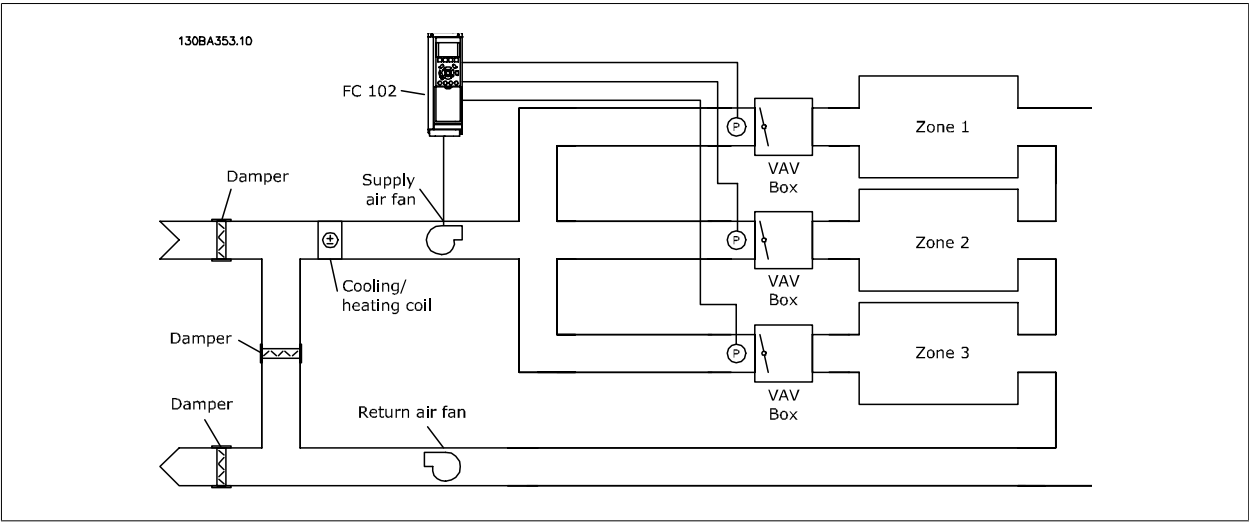 130BA353.10
FC 102
Damper
Supply
air fan
Cooling/
heating coil
Damper
Damper
Return air fan
P
VAV
Box
Zone 1
P
VAV
Box
Zone 2
P
VAV
Box
Zone 3